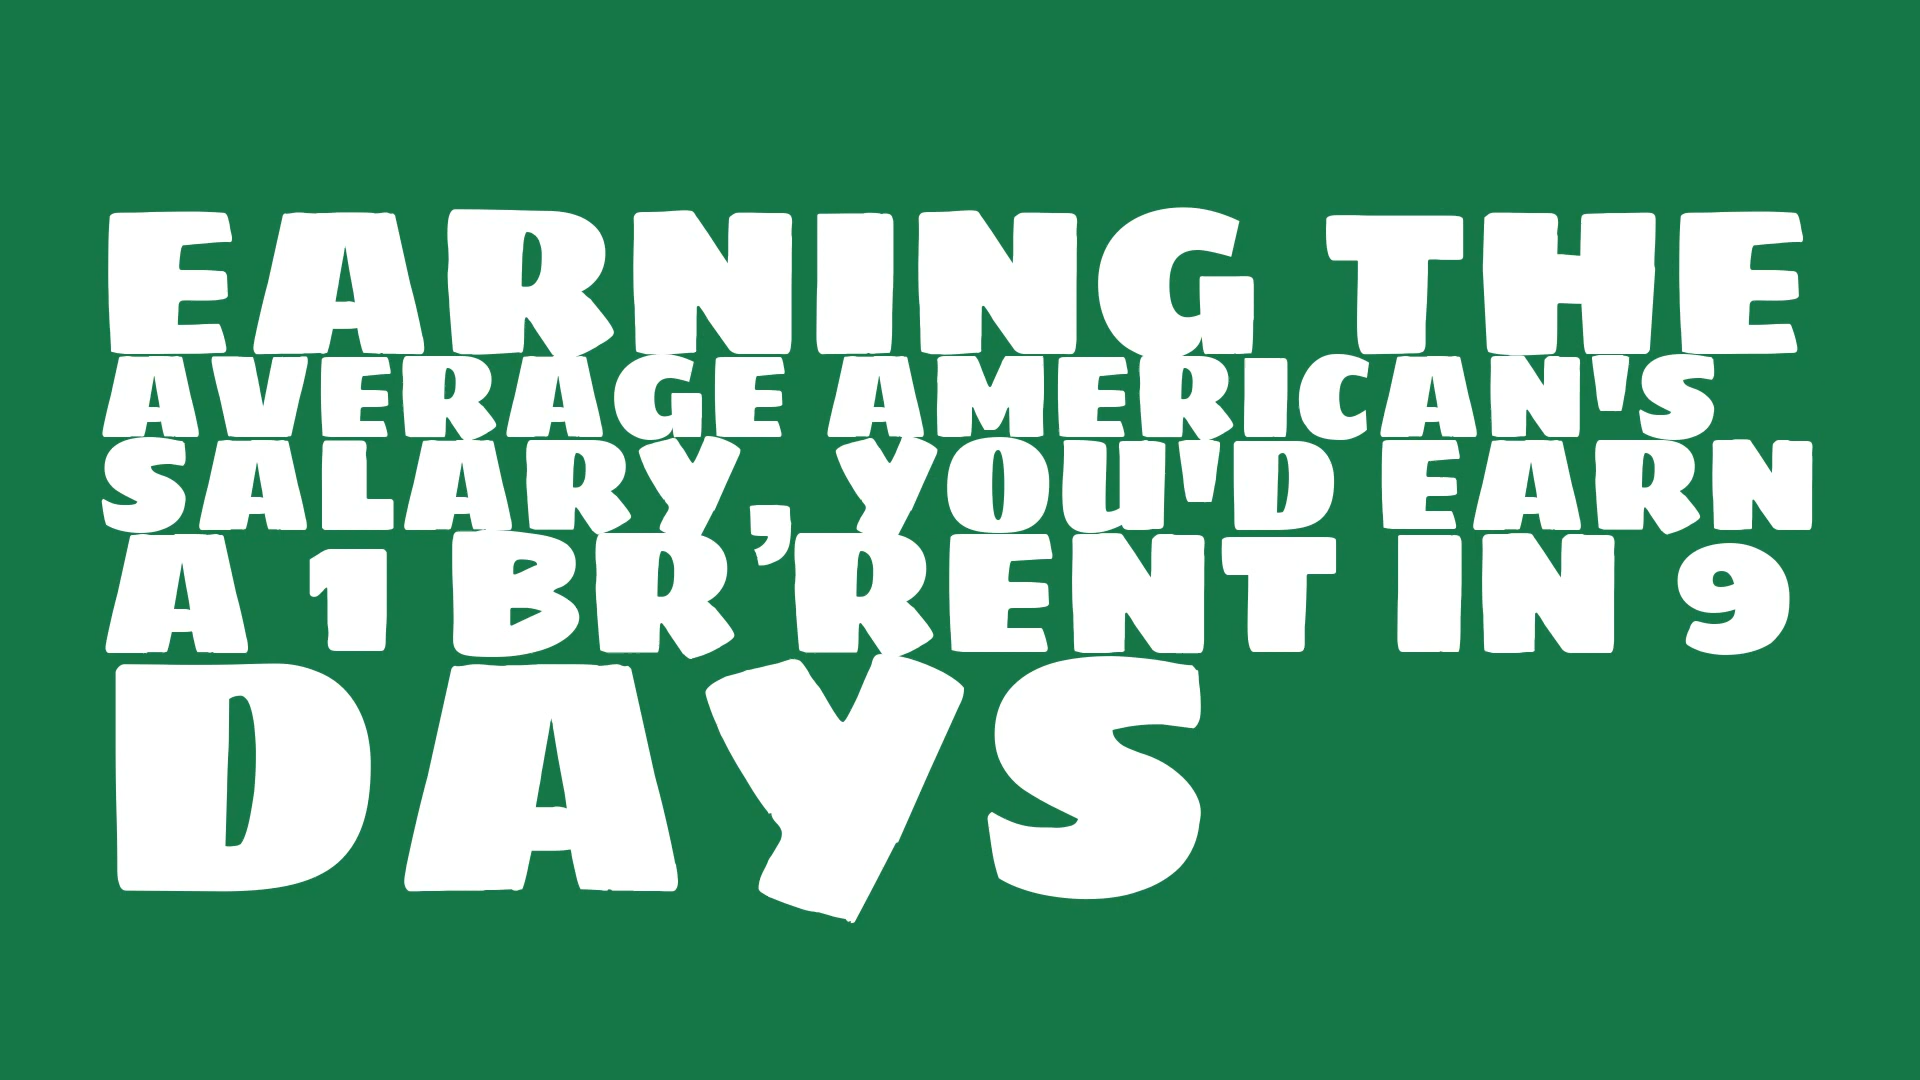 EARNING THE
AVERAGE AMERICAN'S
SALARY, YOU'D EARN
A 1 BR RENT IN 9
DAYS